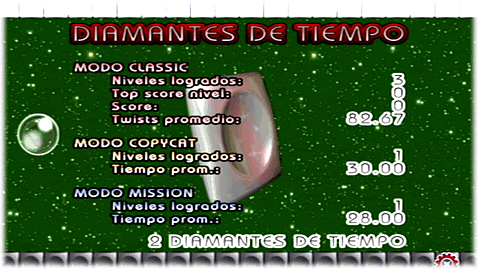 DIAMANTES DE TIEMPO
MODO CLASSIC
Niveles logrados: 3
Top score nivel: 0
Score: 0
Twists promedio: 82.67
MODO COPYCAT
Niveles logrados: 1
Tiempo prom.: 30.00
MODO MISSION
Niveles logrados: 1
Tiempo prom.: 28.00
2 DIAMANTES DE TIEMPO